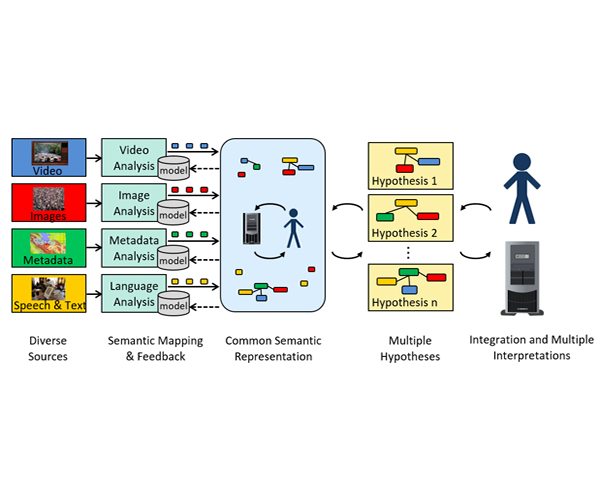 Video
Images
Metadata
Speech & Text
Video
Analysis
model
Image
Analysis
model
Metadata
Analysis
model
Language
Analysis
model
Hypothesis 1
Hypothesis 2
Hypothesis n
Diverse
Sources
Semantic Mapping
& Feedback
Common Semantic
Representation
Multiple
Hypotheses
Integration and Multiple
Interpretations